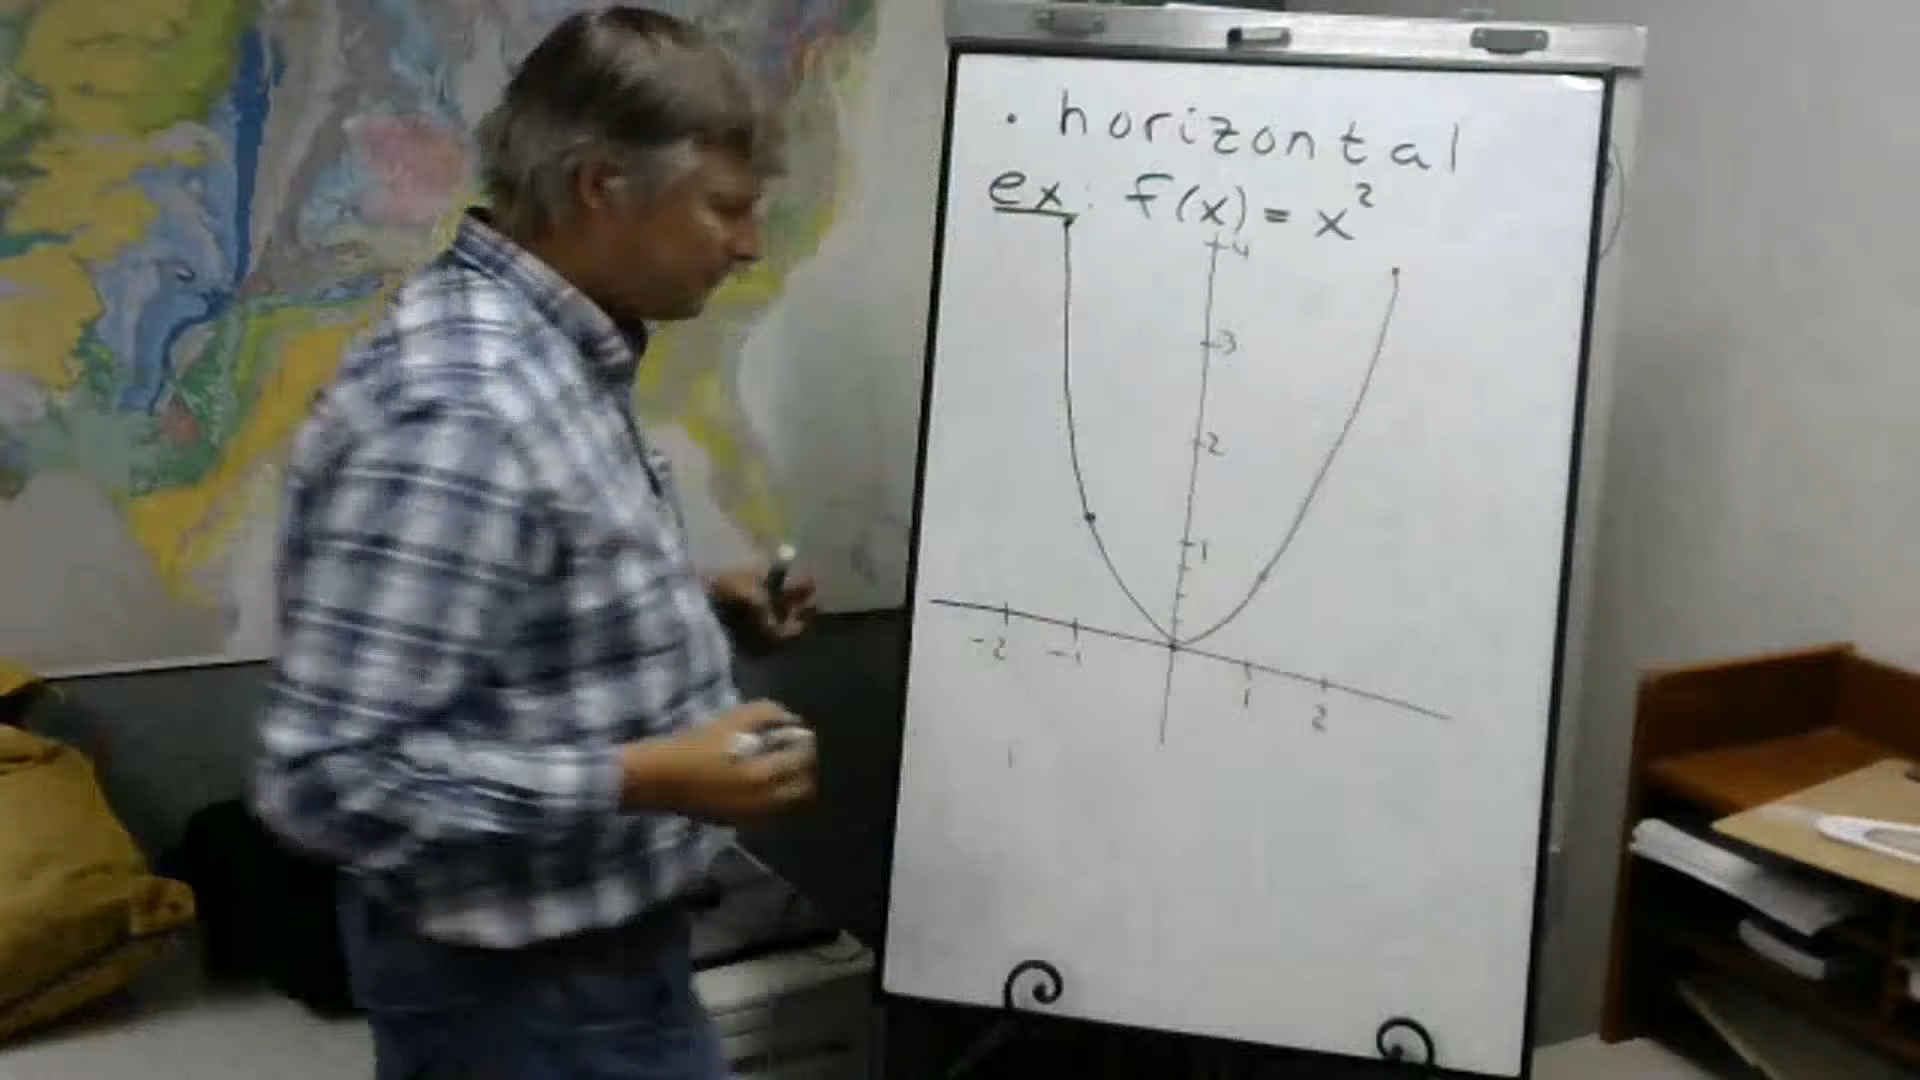 · horizontal
ex: f(x) = x²
4
3
2
1
-2 -1 1 2